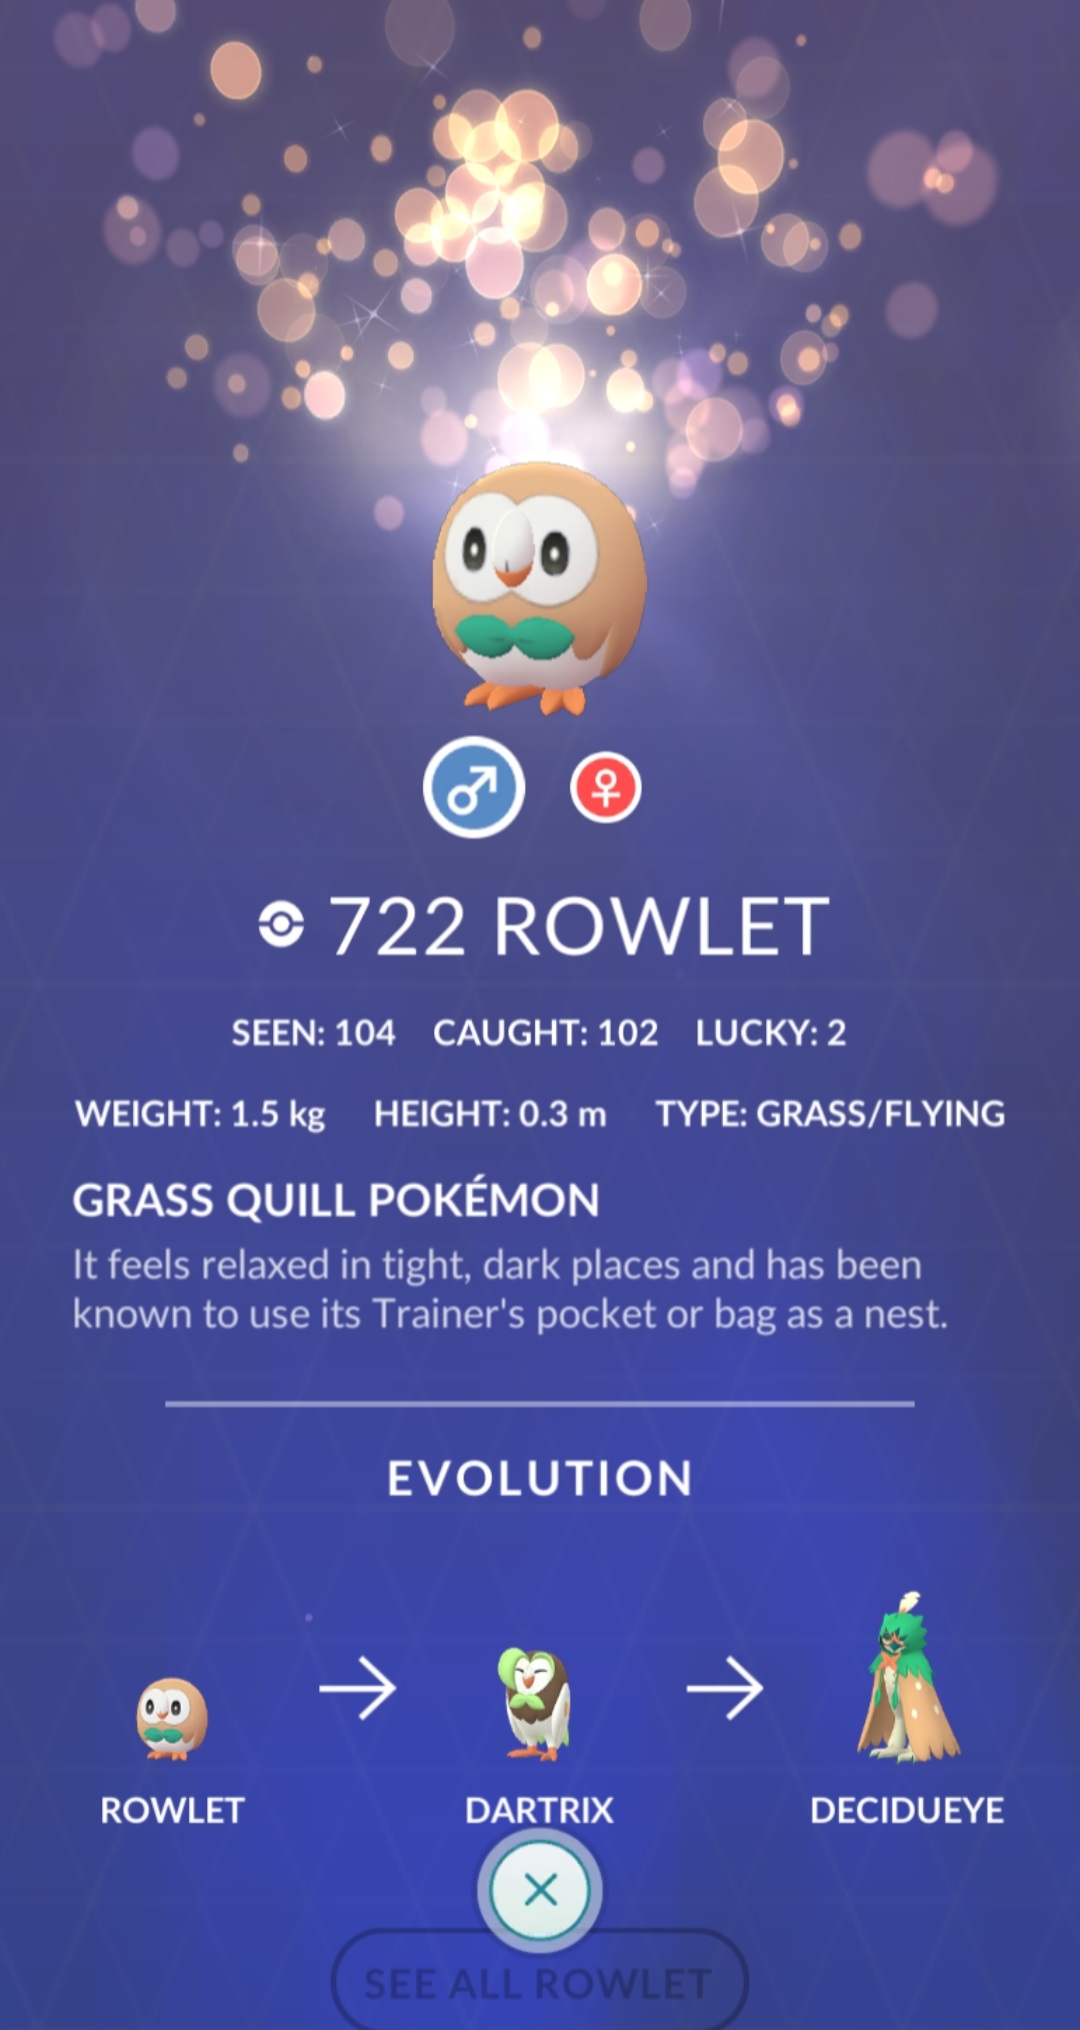 722 ROWLET
SEEN: 104 CAUGHT: 102 LUCKY: 2
WEIGHT: 1.5 kg HEIGHT: 0.3 m TYPE: GRASS/FLYING
GRASS QUILL POKÉMON
It feels relaxed in tight, dark places and has been
known to use its Trainer's pocket or bag as a nest.
EVOLUTION
ROWLET DARTRIX DECIDUEYE
SEE ALL ROWLET